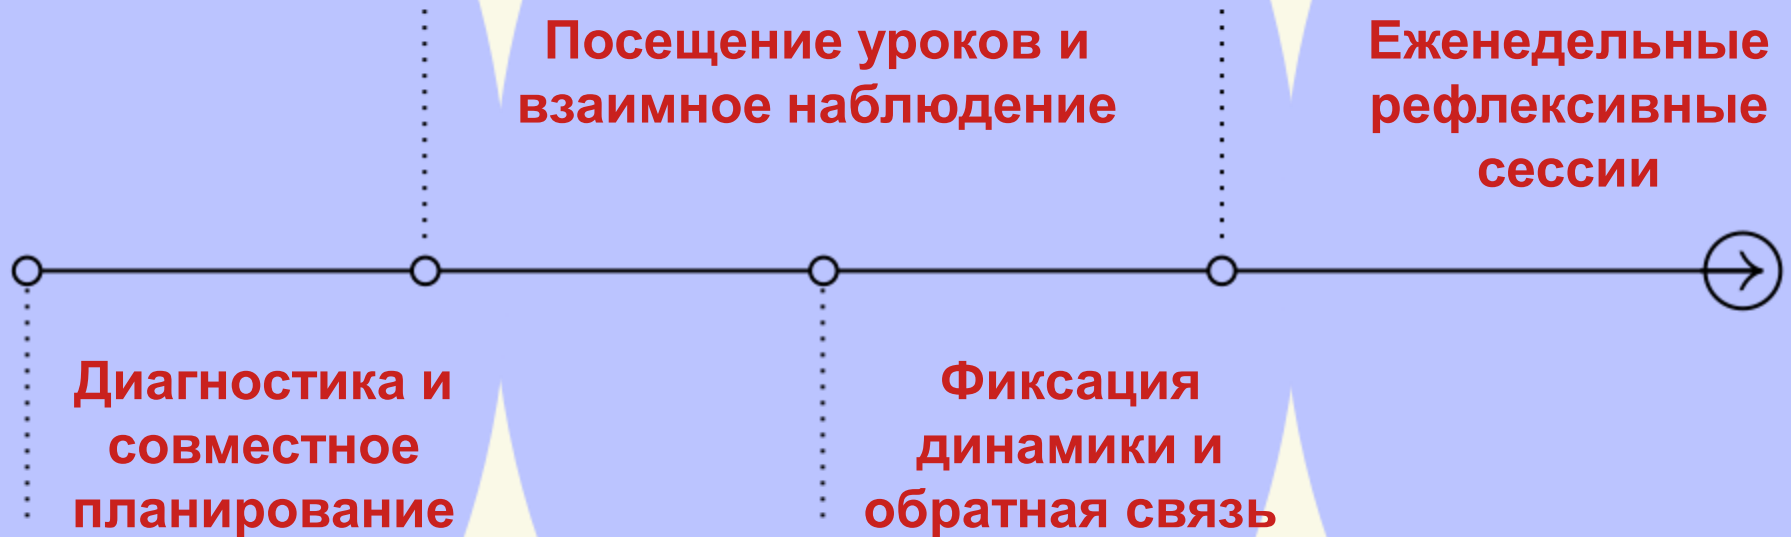 Посещение уроков и
взаимное наблюдение
Еженедельные
рефлексивные
сессии
Диагностика и
совместное
планирование
Фиксация
динамики и
обратная связь